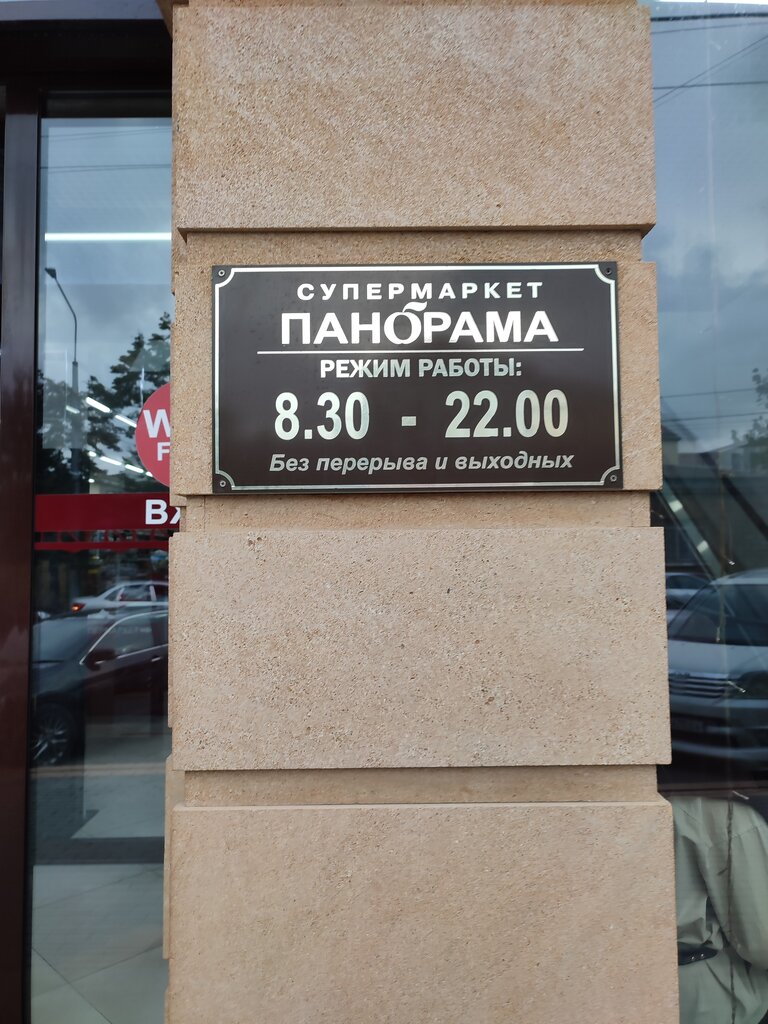 СУПЕРМАРКЕТ
ПАНОРАМА
РЕЖИМ РАБОТЫ:
8.30 - 22.00
Без перерыва и выходных